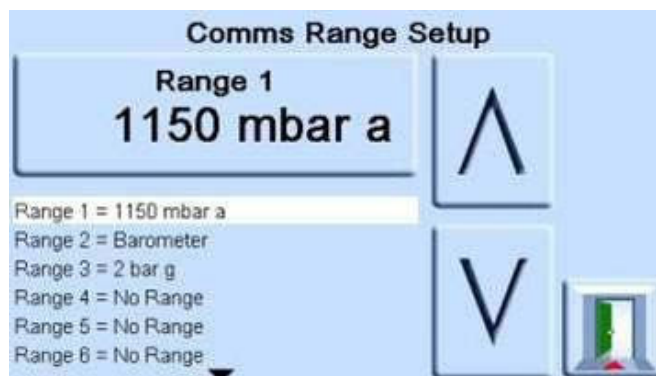 Comms Range Setup
Range 1
1150 mbar a
Range 1 = 1150 mbar a
Range 2 = Barometer
Range 3 = 2 bar g
Range 4 = No Range
Range 5 = No Range
Range 6 = No Range